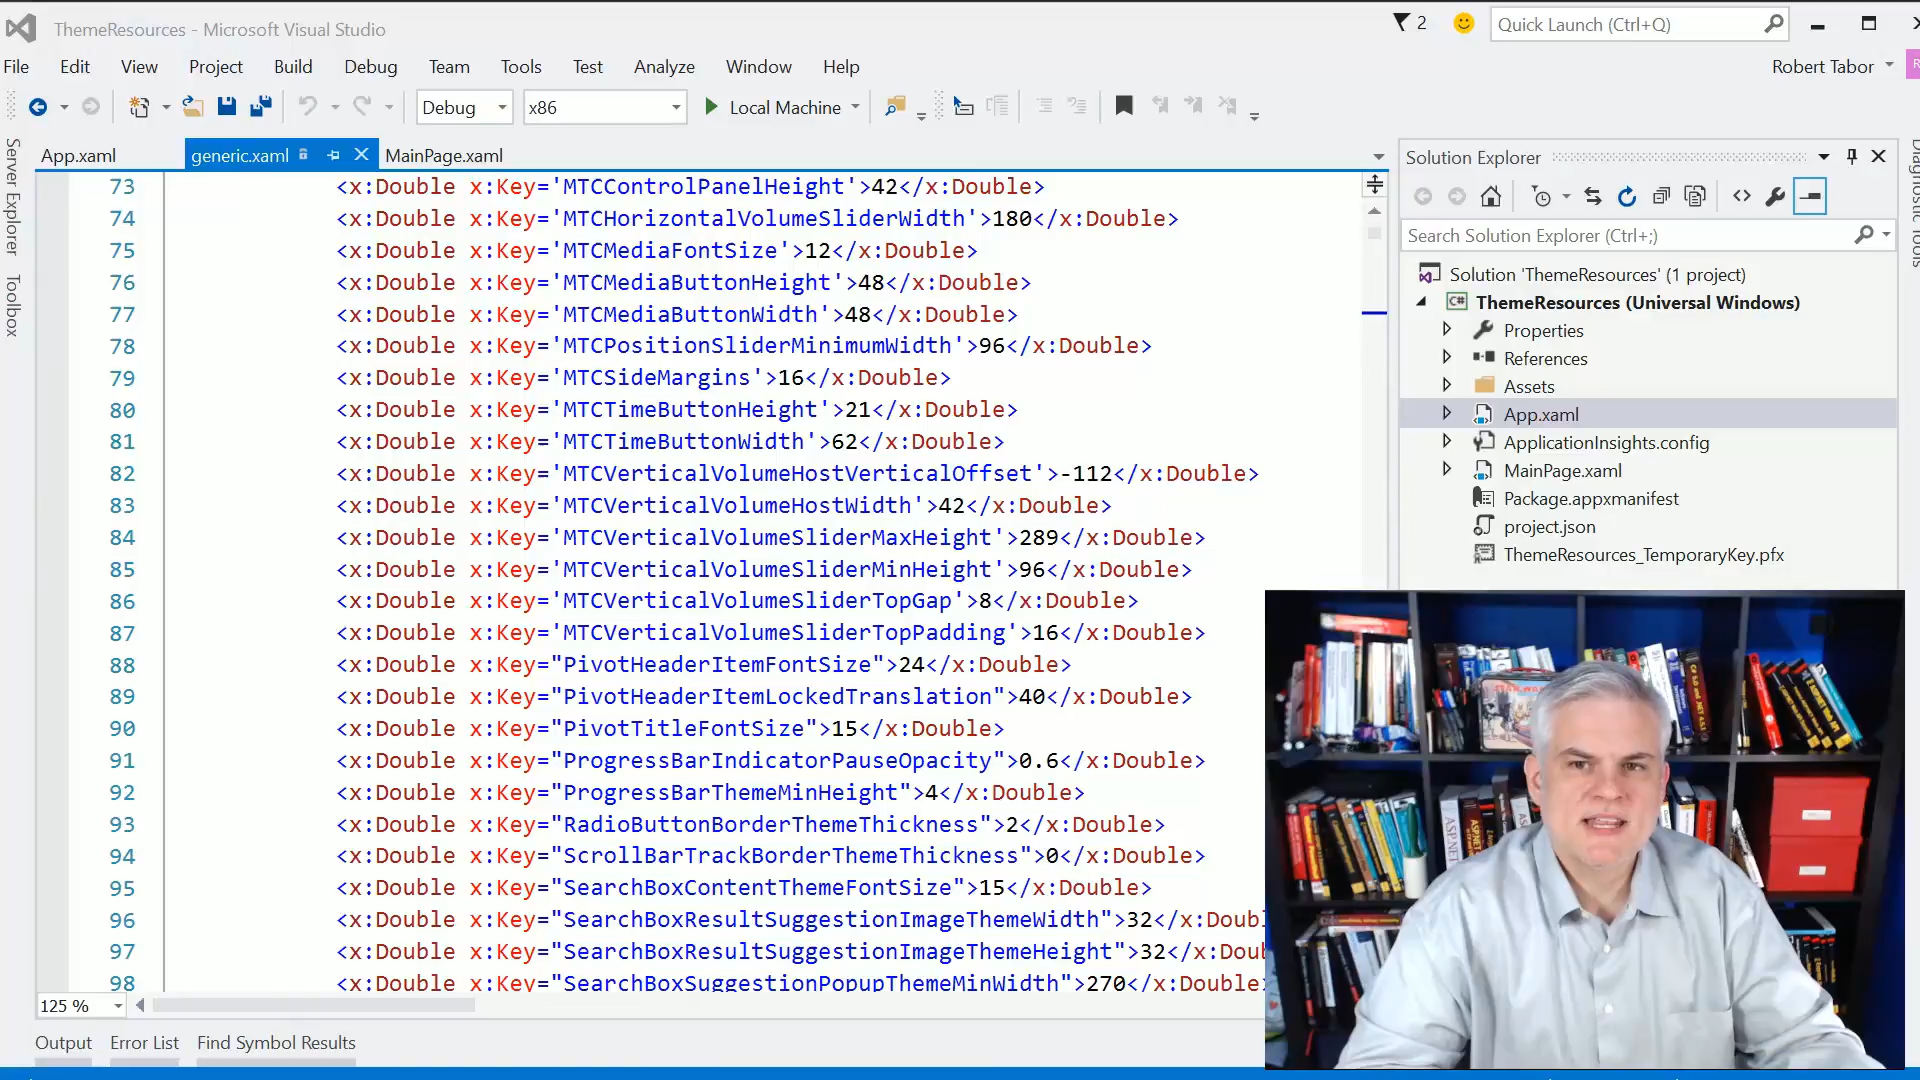 ThemeResources - Microsoft Visual Studio
2
Quick Launch (Ctrl+Q)
File Edit View Project Build Debug Team Tools Test Analyze Window Help
Robert Tabor
R
Debug
x86
Local Machine
Server Explorer
Toolbox
App.xaml
generic.xaml
MainPage.xaml
73 <x:Double x:Key='MTCControlPanelHeight'>42</x:Double>
74 <x:Double x:Key='MTCHorizontalVolumeSliderWidth'>180</x:Double>
75 <x:Double x:Key='MTCMediaFontSize'>12</x:Double>
76 <x:Double x:Key='MTCMediaButtonHeight'>48</x:Double>
77 <x:Double x:Key='MTCMediaButtonWidth'>48</x:Double>
78 <x:Double x:Key='MTCPositionSliderMinimumWidth'>96</x:Double>
79 <x:Double x:Key='MTCSideMargins'>16</x:Double>
80 <x:Double x:Key='MTCTimeButtonHeight'>21</x:Double>
81 <x:Double x:Key='MTCTimeButtonWidth'>62</x:Double>
82 <x:Double x:Key='MTCVerticalVolumeHostVerticalOffset'>-112</x:Double>
83 <x:Double x:Key='MTCVerticalVolumeHostWidth'>42</x:Double>
84 <x:Double x:Key='MTCVerticalVolumeSliderMaxHeight'>289</x:Double>
85 <x:Double x:Key='MTCVerticalVolumeSliderMinHeight'>96</x:Double>
86 <x:Double x:Key='MTCVerticalVolumeSliderTopGap'>8</x:Double>
87 <x:Double x:Key='MTCVerticalVolumeSliderTopPadding'>16</x:Double>
88 <x:Double x:Key="PivotHeaderItemFontSize">24</x:Double>
89 <x:Double x:Key="PivotHeaderItemLockedTranslation">40</x:Double>
90 <x:Double x:Key="PivotTitleFontSize">15</x:Double>
91 <x:Double x:Key="ProgressBarIndicatorPauseOpacity">0.6</x:Double>
92 <x:Double x:Key="ProgressBarThemeMinHeight">4</x:Double>
93 <x:Double x:Key="RadioButtonBorderThemeThickness">2</x:Double>
94 <x:Double x:Key="ScrollBarTrackBorderThemeThickness">0</x:Double>
95 <x:Double x:Key="SearchBoxContentThemeFontSize">15</x:Double>
96 <x:Double x:Key="SearchBoxResultSuggestionImageThemeWidth">32</x:Doubl
97 <x:Double x:Key="SearchBoxResultSuggestionImageThemeHeight">32</x:Dou
98 <x:Double x:Key="SearchBoxSuggestionPopupThemeMinWidth">270</x:Double>
125 %
Output Error List Find Symbol Results
Solution Explorer
Search Solution Explorer (Ctrl+;)
Solution 'ThemeResources' (1 project)
C# ThemeResources (Universal Windows)
Properties
References
Assets
App.xaml
ApplicationInsights.config
MainPage.xaml
Package.appxmanifest
project.json
ThemeResources_TemporaryKey.pfx
Diagnostic Tools
STAR WARS